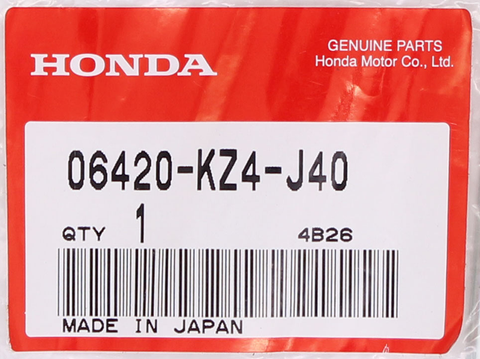 HONDA
GENUINE PARTS
Honda Motor Co., Ltd.
06420-KZ4-J40
QTY 1 4B26
MADE IN JAPAN